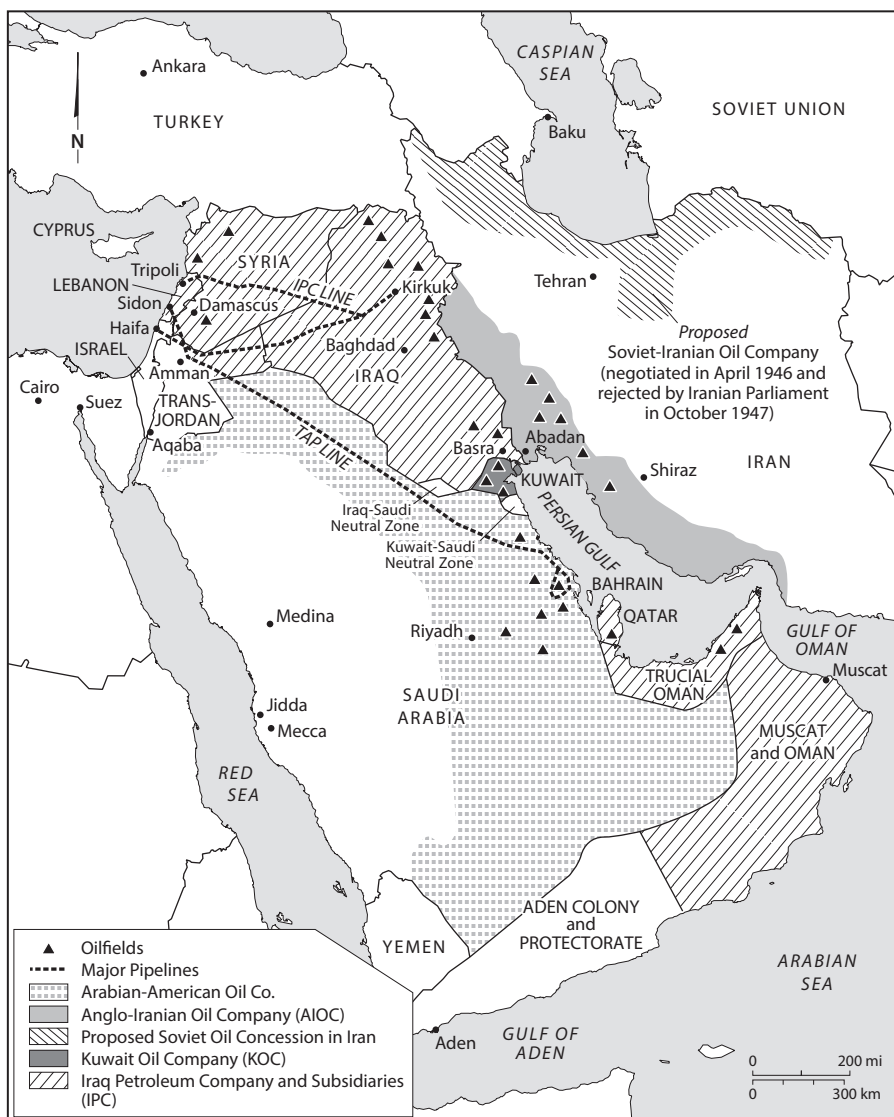 CASPIAN
SEA
SOVIET UNION
Ankara
TURKEY
Baku
N
CYPRUS
Tripoli
SYRIA
LEBANON
IPC LINE
Kirkuk
Tehran
Sidon
Damascus
Haifa
Proposed
Soviet-Iranian Oil Company
(negotiated in April 1946 and
rejected by Iranian Parliament
in October 1947)
ISRAEL
Baghdad
IRAQ
Amman
Cairo
Suez
TRANS-
JORDAN
Aqaba
TAP LINE
Basra
Abadan
Shiraz
IRAN
KUWAIT
Iraq-Saudi
Neutral Zone
Kuwait-Saudi
Neutral Zone
PERSIAN GULF
BAHRAIN
QATAR
Medina
Riyadh
GULF OF
OMAN
Muscat
TRUCIAL
OMAN
SAUDI
ARABIA
Jidda
Mecca
MUSCAT
and OMAN
RED
SEA
ADEN COLONY
and
PROTECTORATE
YEMEN
ARABIAN
SEA
Aden
GULF OF
ADEN
Oilfields
Major Pipelines
Arabian-American Oil Co.
Anglo-Iranian Oil Company (AIOC)
Proposed Soviet Oil Concession in Iran
Kuwait Oil Company (KOC)
Iraq Petroleum Company and Subsidiaries
(IPC)
0 200 mi
0 300 km